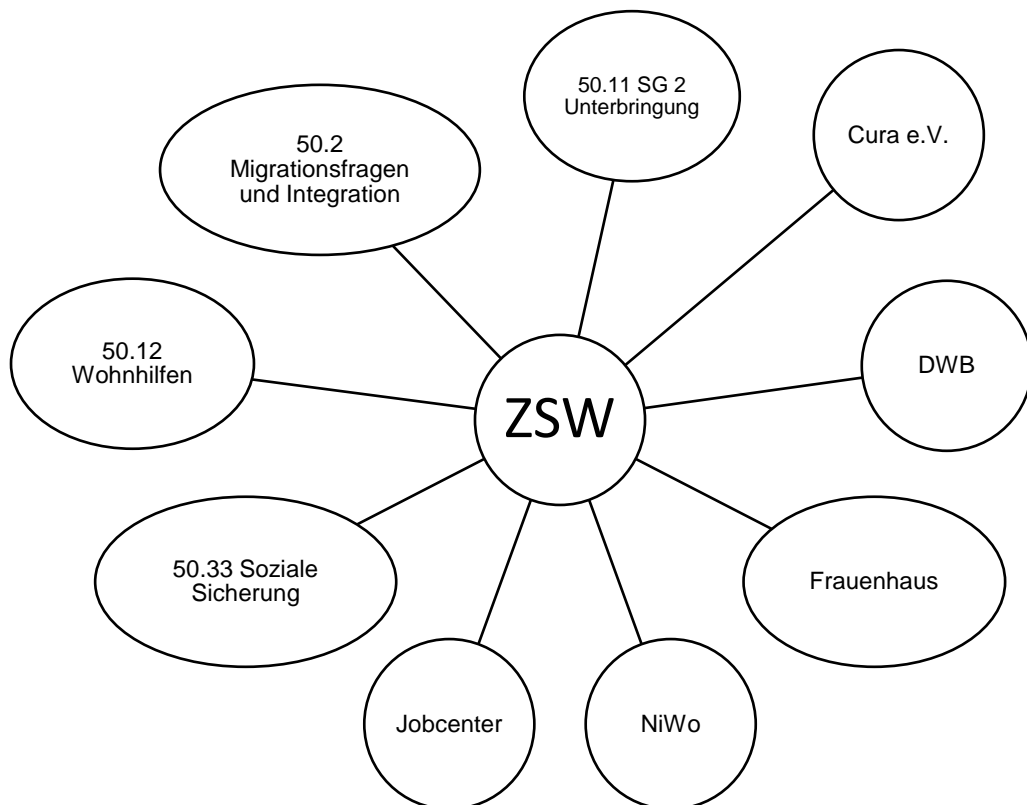 50.11 SG 2
Unterbringung
Cura e.V.
50.2
Migrationsfragen
und Integration
50.12
Wohnhilfen
DWB
ZSW
50.33 Soziale
Sicherung
Frauenhaus
Jobcenter
NiWo